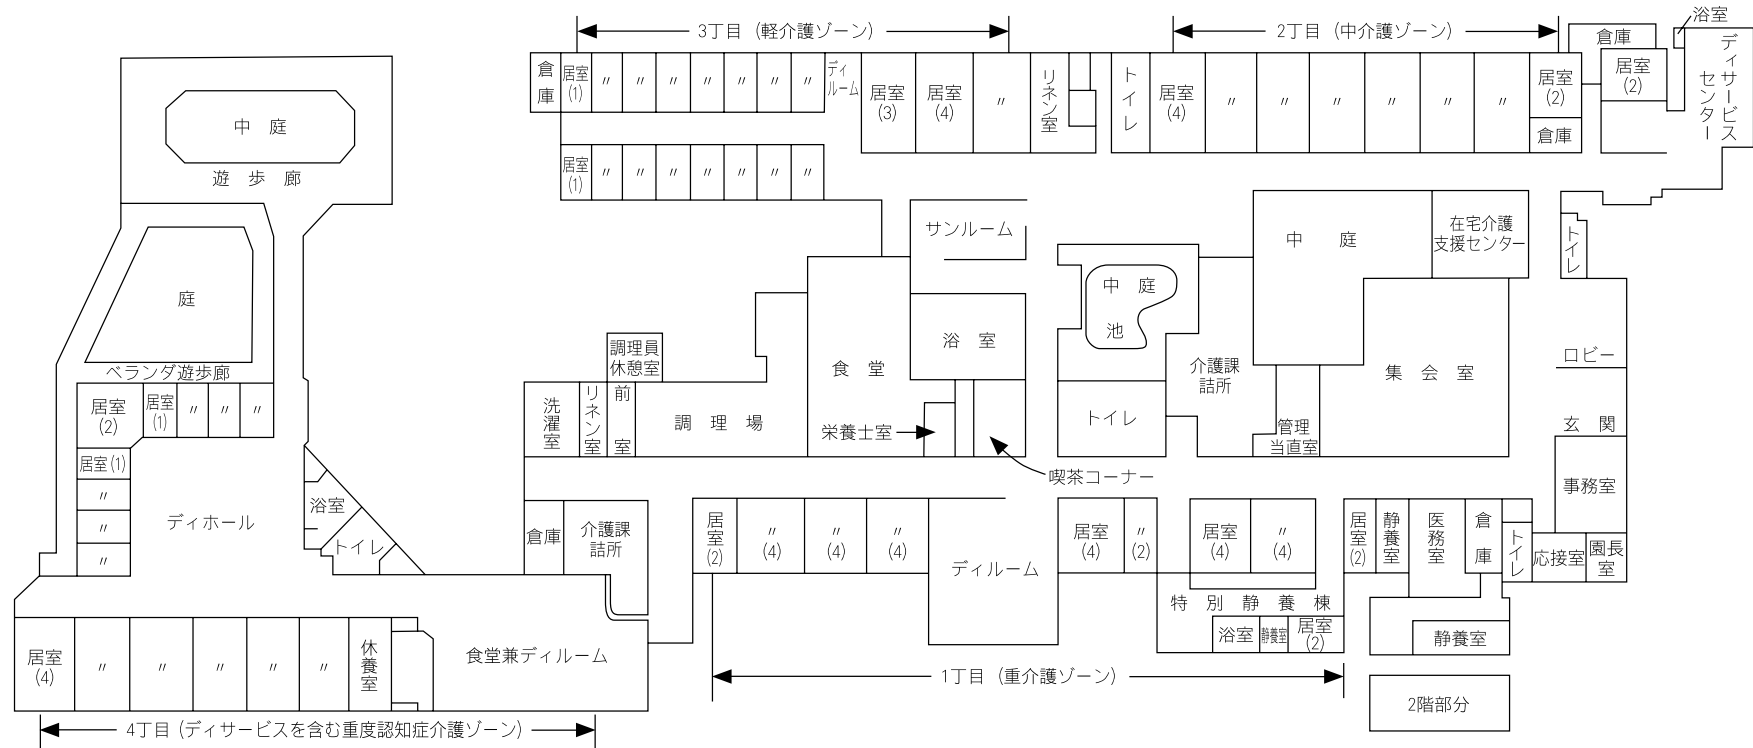 3丁目（軽介護ゾーン）
2丁目（中介護ゾーン）
浴室
倉庫
居室
(1)
〃
〃
〃
〃
〃
〃
〃
ディ
ルーム
居室
(3)
居室
(4)
〃
リネン室
トイレ
居室
(4)
〃
〃
〃
〃
〃
〃
居室
(2)
倉庫
倉庫
居室
(2)
ディサービス
センター
居室
(1)
〃
〃
〃
〃
〃
〃
〃
中　庭
遊　歩　廊
庭
ベランダ遊歩廊
居室
(2)
居室
(1)
〃
〃
〃
居室(1)
〃
〃
〃
ディホール
浴室
トイレ
サンルーム
浴　室
食　堂
調理員
休憩室
洗濯室
リネン室
前　室
調　理　場
栄養士室
喫茶コーナー
中　庭
池
トイレ
介護課
詰所
中　庭
在宅介護
支援センター
集　会　室
管理
当直室
トイレ
ロビー
玄　関
事務室
応接室
園長室
倉庫
介護課
詰所
居室
(2)
〃
(4)
〃
(4)
〃
(4)
ディルーム
居室
(4)
〃
(2)
居室
(4)
〃
(4)
居室
(2)
静養室
医務室
倉庫
トイレ
特　別　静　養　棟
浴室
静養室
居室
(2)
静養室
2階部分
居室
(4)
〃
〃
〃
〃
〃
休養室
食堂兼ディルーム
1丁目（重介護ゾーン）
4丁目（ディサービスを含む重度認知症介護ゾーン）